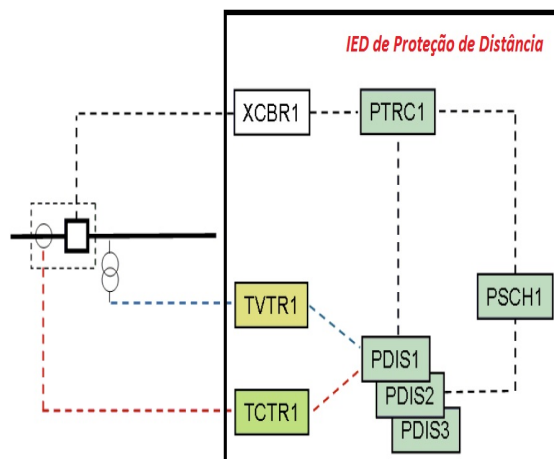 IED de Proteção de Distância
XCBR1
PTRC1
TVTR1
PSCH1
PDIS1
PDIS2
PDIS3
TCTR1